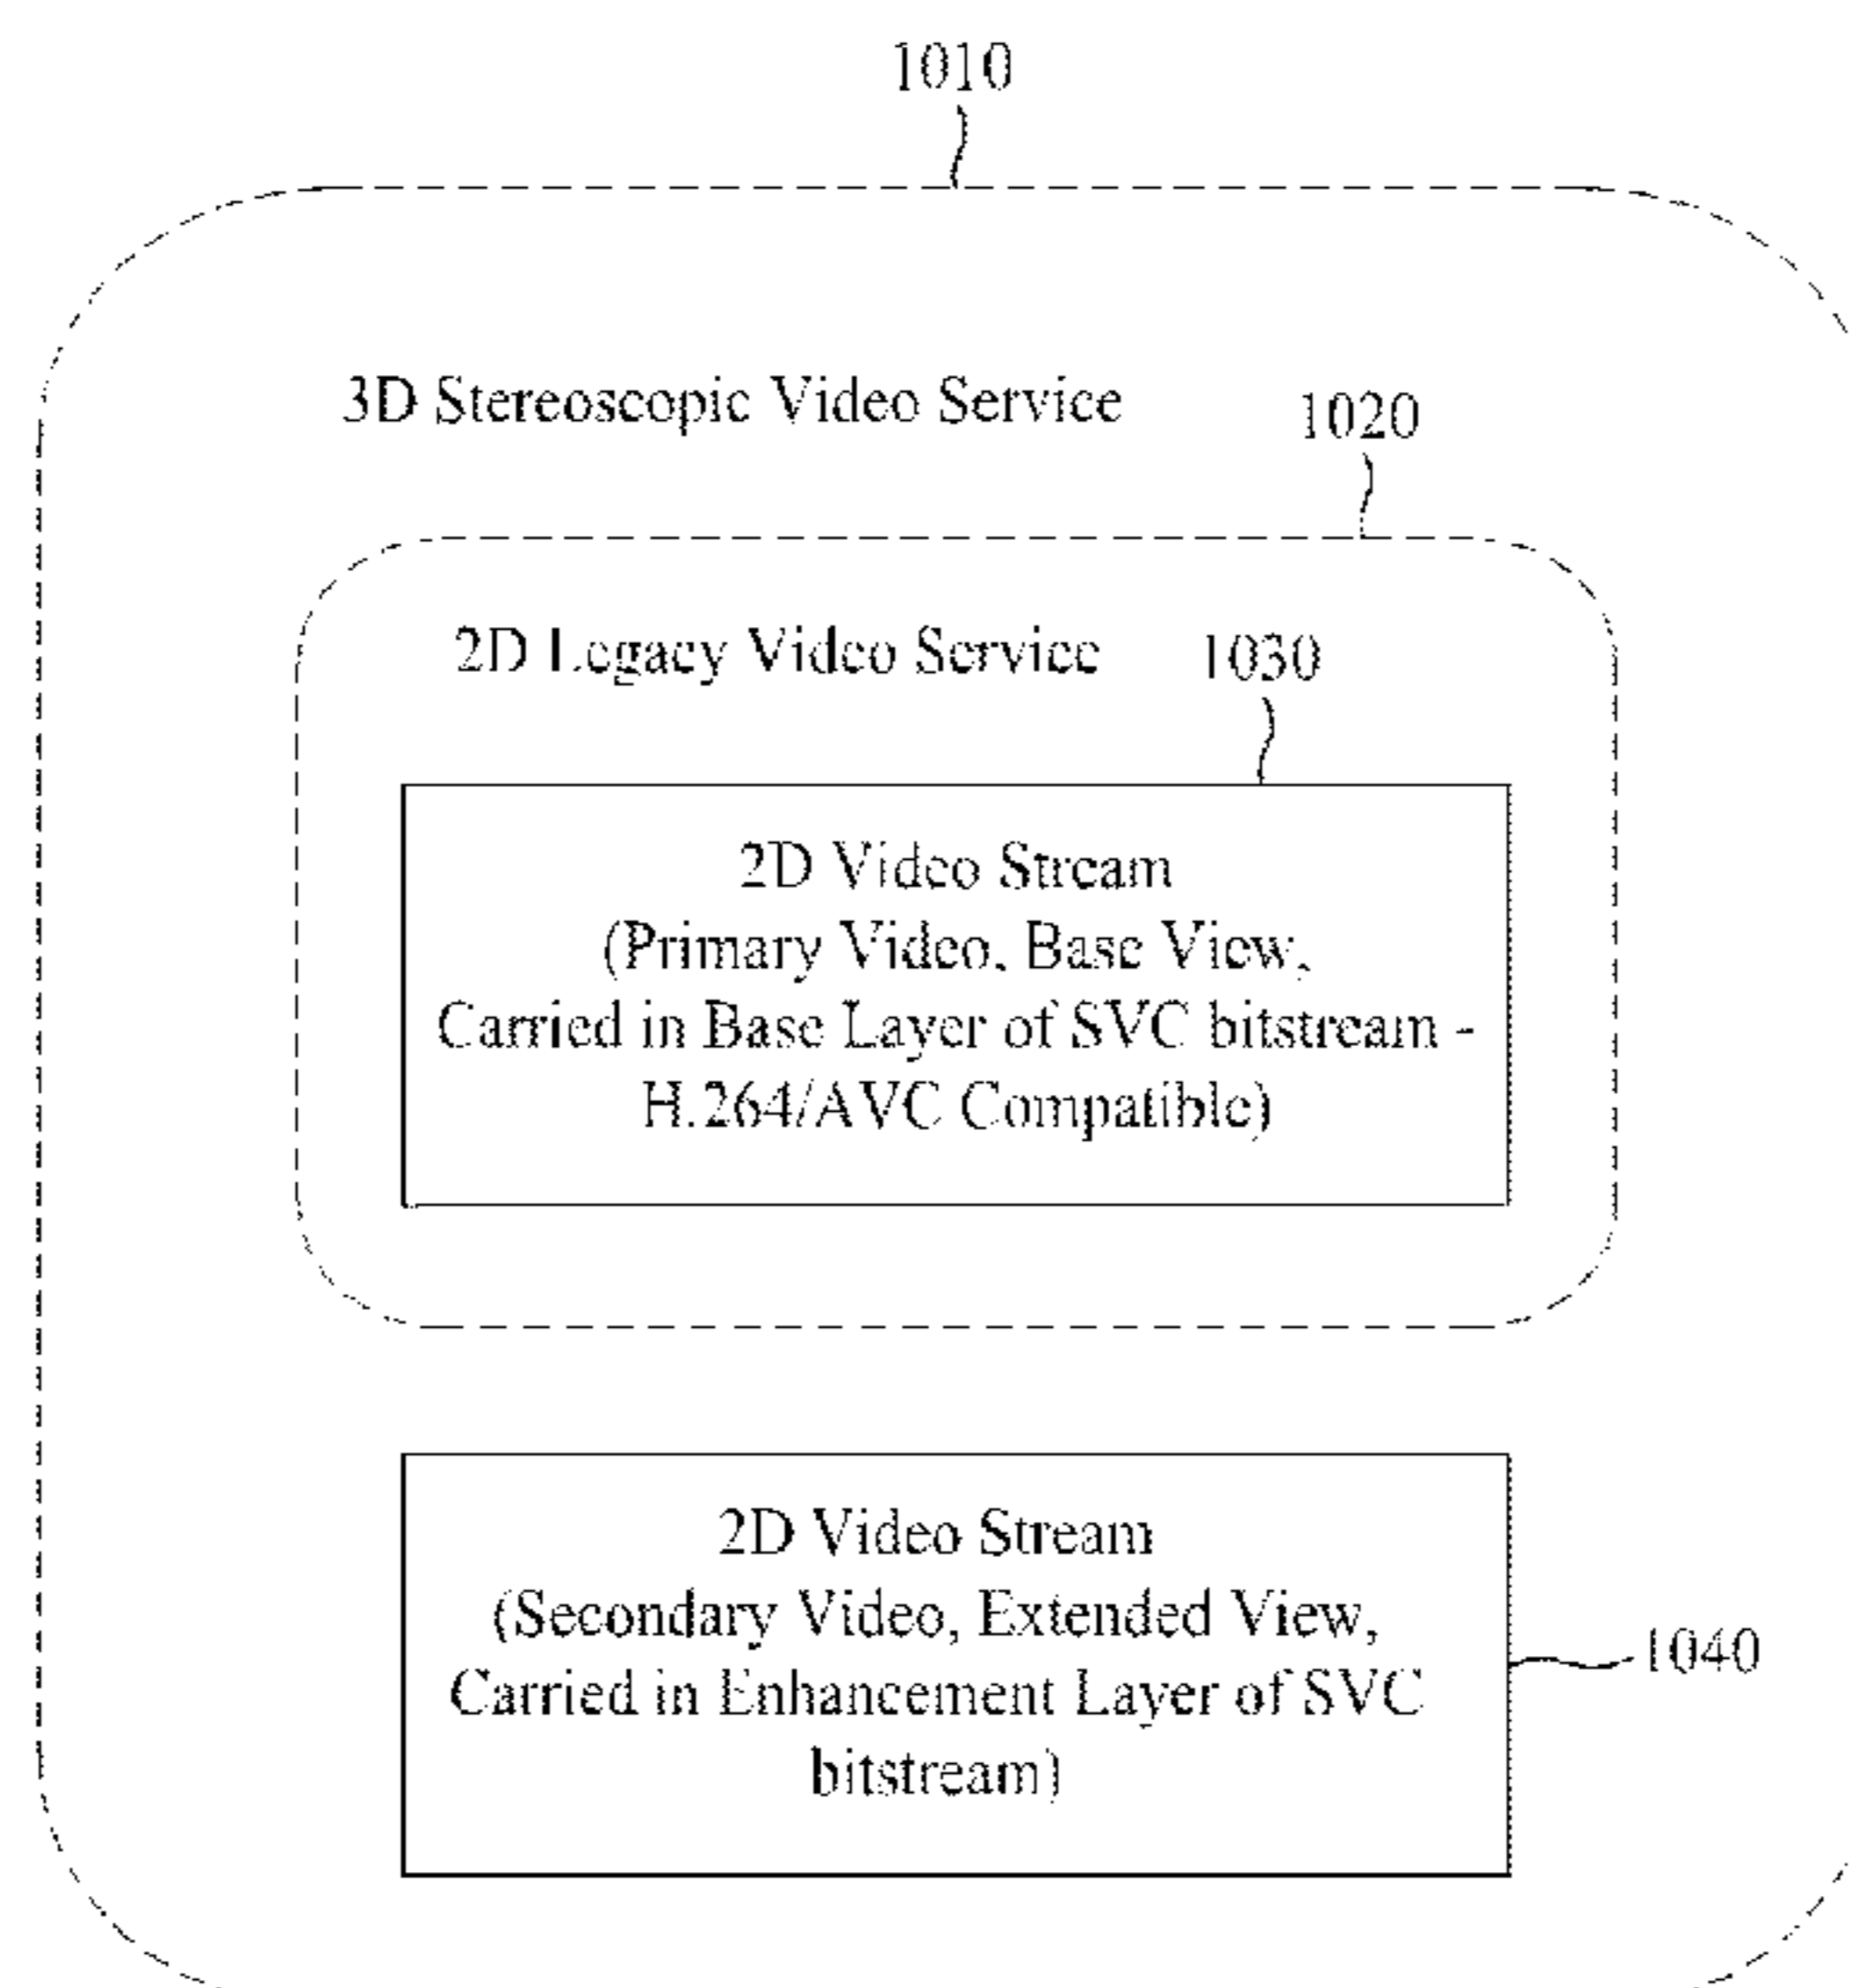 1010
3D Stereoscopic Video Service
1020
2D Legacy Video Service
1030
2D Video Stream
(Primary Video, Base View,
Carried in Base Layer of SVC bitstream -
H.264/AVC Compatible)
2D Video Stream
(Secondary Video, Extended View,
Carried in Enhancement Layer of SVC
bitstream)
1040